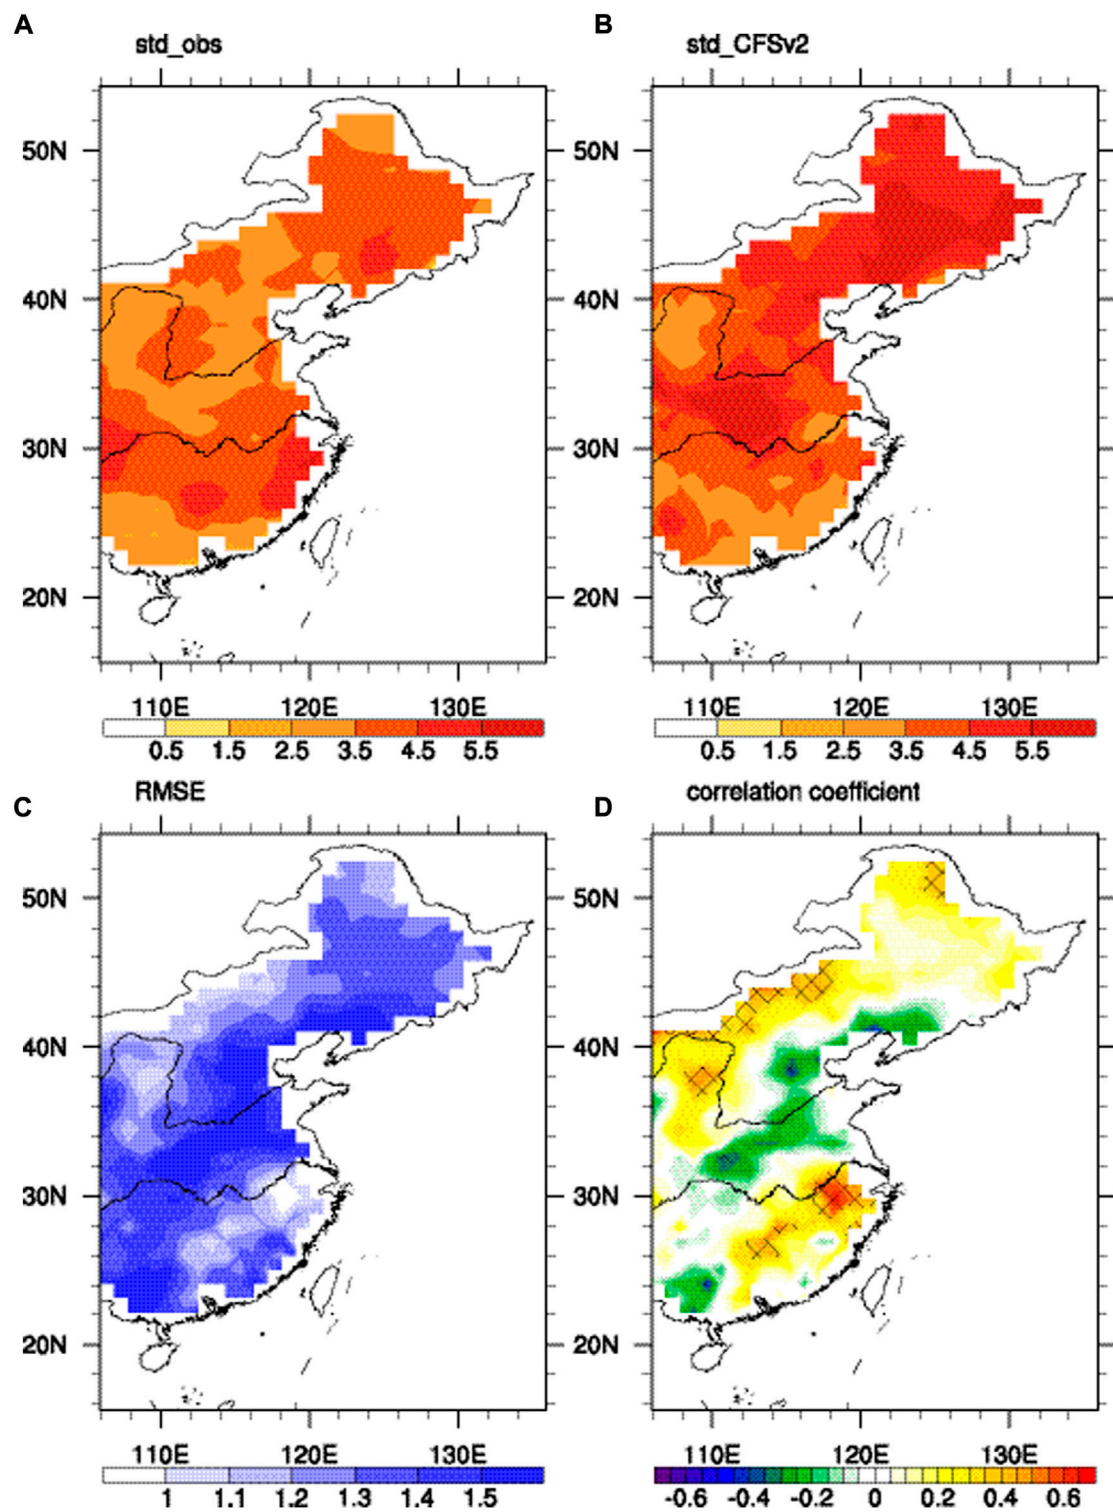 A
B
std_obs
std_CFSv2
50N
50N
40N
40N
30N
30N
20N
20N
110E 120E 130E
110E 120E 130E
0.5 1.5 2.5 3.5 4.5 5.5
0.5 1.5 2.5 3.5 4.5 5.5
C
RMSE
D
correlation coefficient
50N
50N
40N
40N
30N
30N
20N
20N
110E 120E 130E
110E 120E 130E
1 1.1 1.2 1.3 1.4 1.5
-0.6 -0.4 -0.2 0 0.2 0.4 0.6